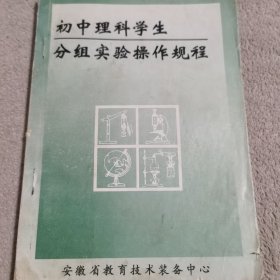 初中理科学生
分组实验操作规程
安徽省教育技术装备中心